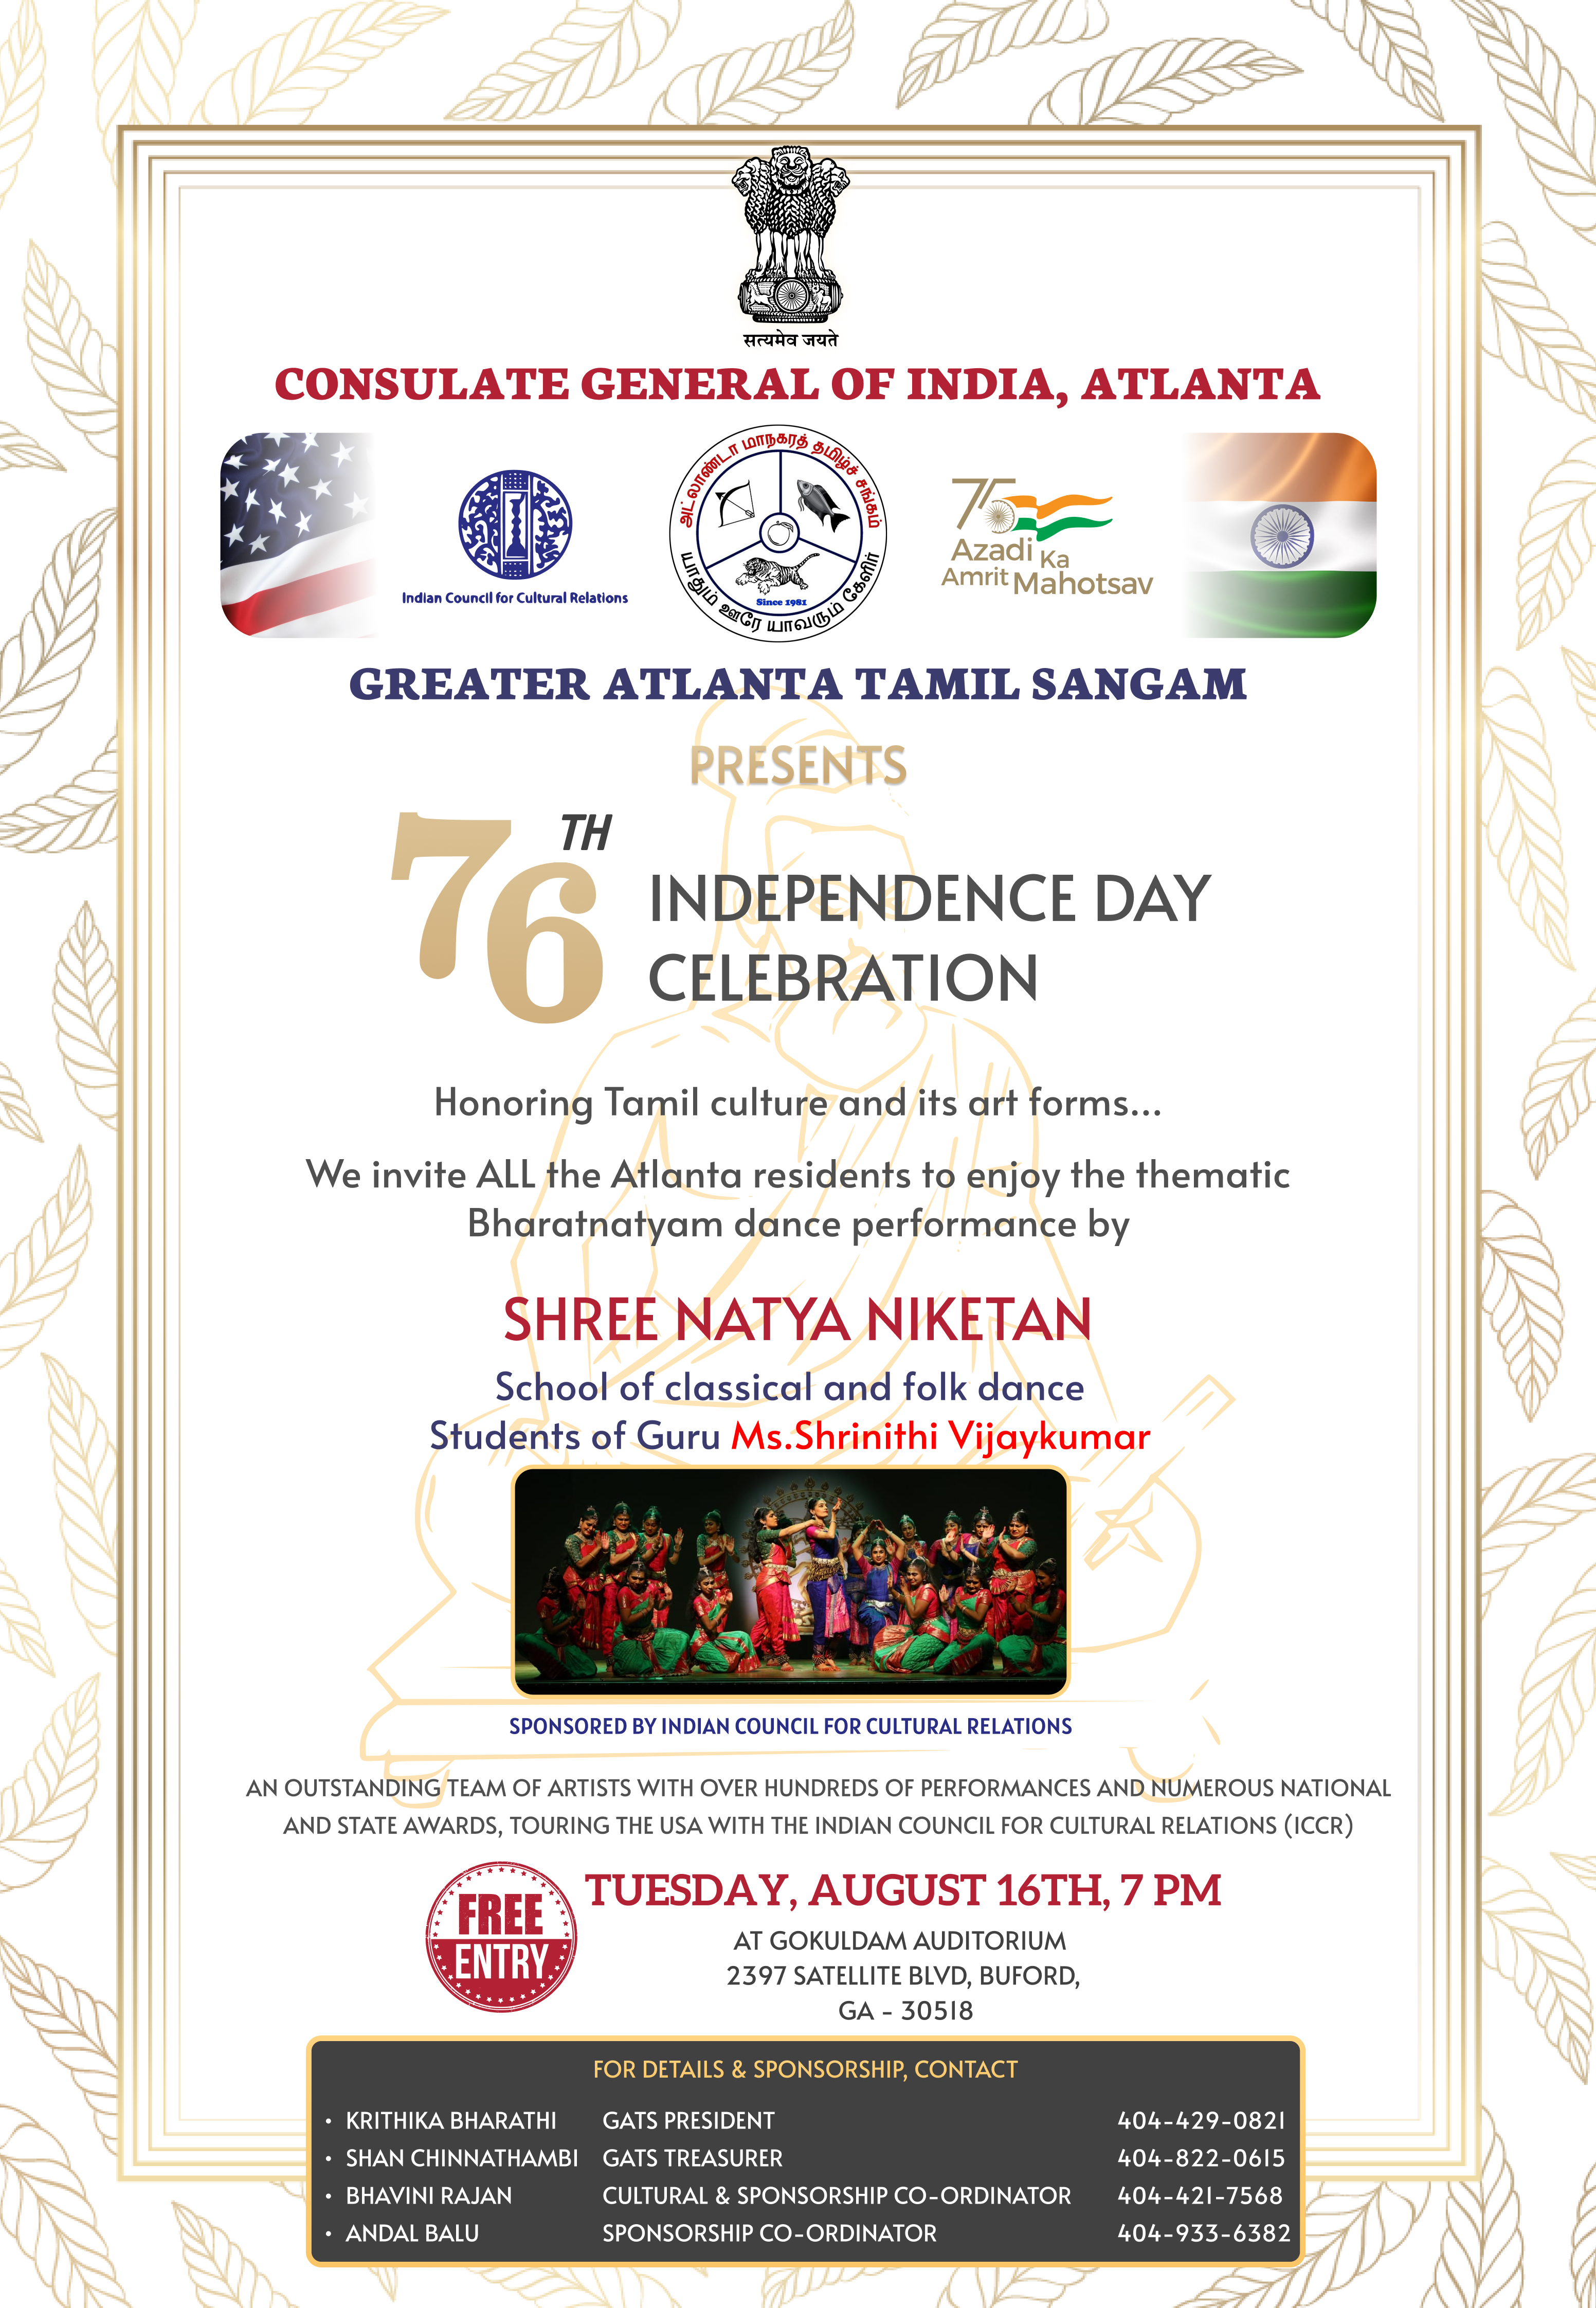 सत्यमेव जयते
CONSULATE GENERAL OF INDIA, ATLANTA
Indian Council for Cultural Relations
அட்லாண்டா மாநகரத் தமிழ்ச் சங்கம்
Since 1981
யாதும் ஊரே யாவரும் கேளிர்
75
Azadi Ka
Amrit Mahotsav
GREATER ATLANTA TAMIL SANGAM
PRESENTS
76TH
INDEPENDENCE DAY
CELEBRATION
Honoring Tamil culture and its art forms...
We invite ALL the Atlanta residents to enjoy the thematic
Bharatnatyam dance performance by
SHREE NATYA NIKETAN
School of classical and folk dance
Students of Guru Ms.Shrinithi Vijaykumar
SPONSORED BY INDIAN COUNCIL FOR CULTURAL RELATIONS
AN OUTSTANDING TEAM OF ARTISTS WITH OVER HUNDREDS OF PERFORMANCES AND NUMEROUS NATIONAL
AND STATE AWARDS, TOURING THE USA WITH THE INDIAN COUNCIL FOR CULTURAL RELATIONS (ICCR)
FREE
ENTRY
TUESDAY, AUGUST 16TH, 7 PM
AT GOKULDAM AUDITORIUM
2397 SATELLITE BLVD, BUFORD,
GA - 30518
FOR DETAILS & SPONSORSHIP, CONTACT
• KRITHIKA BHARATHI GATS PRESIDENT 404-429-0821
• SHAN CHINNATHAMBI GATS TREASURER 404-822-0615
• BHAVINI RAJAN CULTURAL & SPONSORSHIP CO-ORDINATOR 404-421-7568
• ANDAL BALU SPONSORSHIP CO-ORDINATOR 404-933-6382